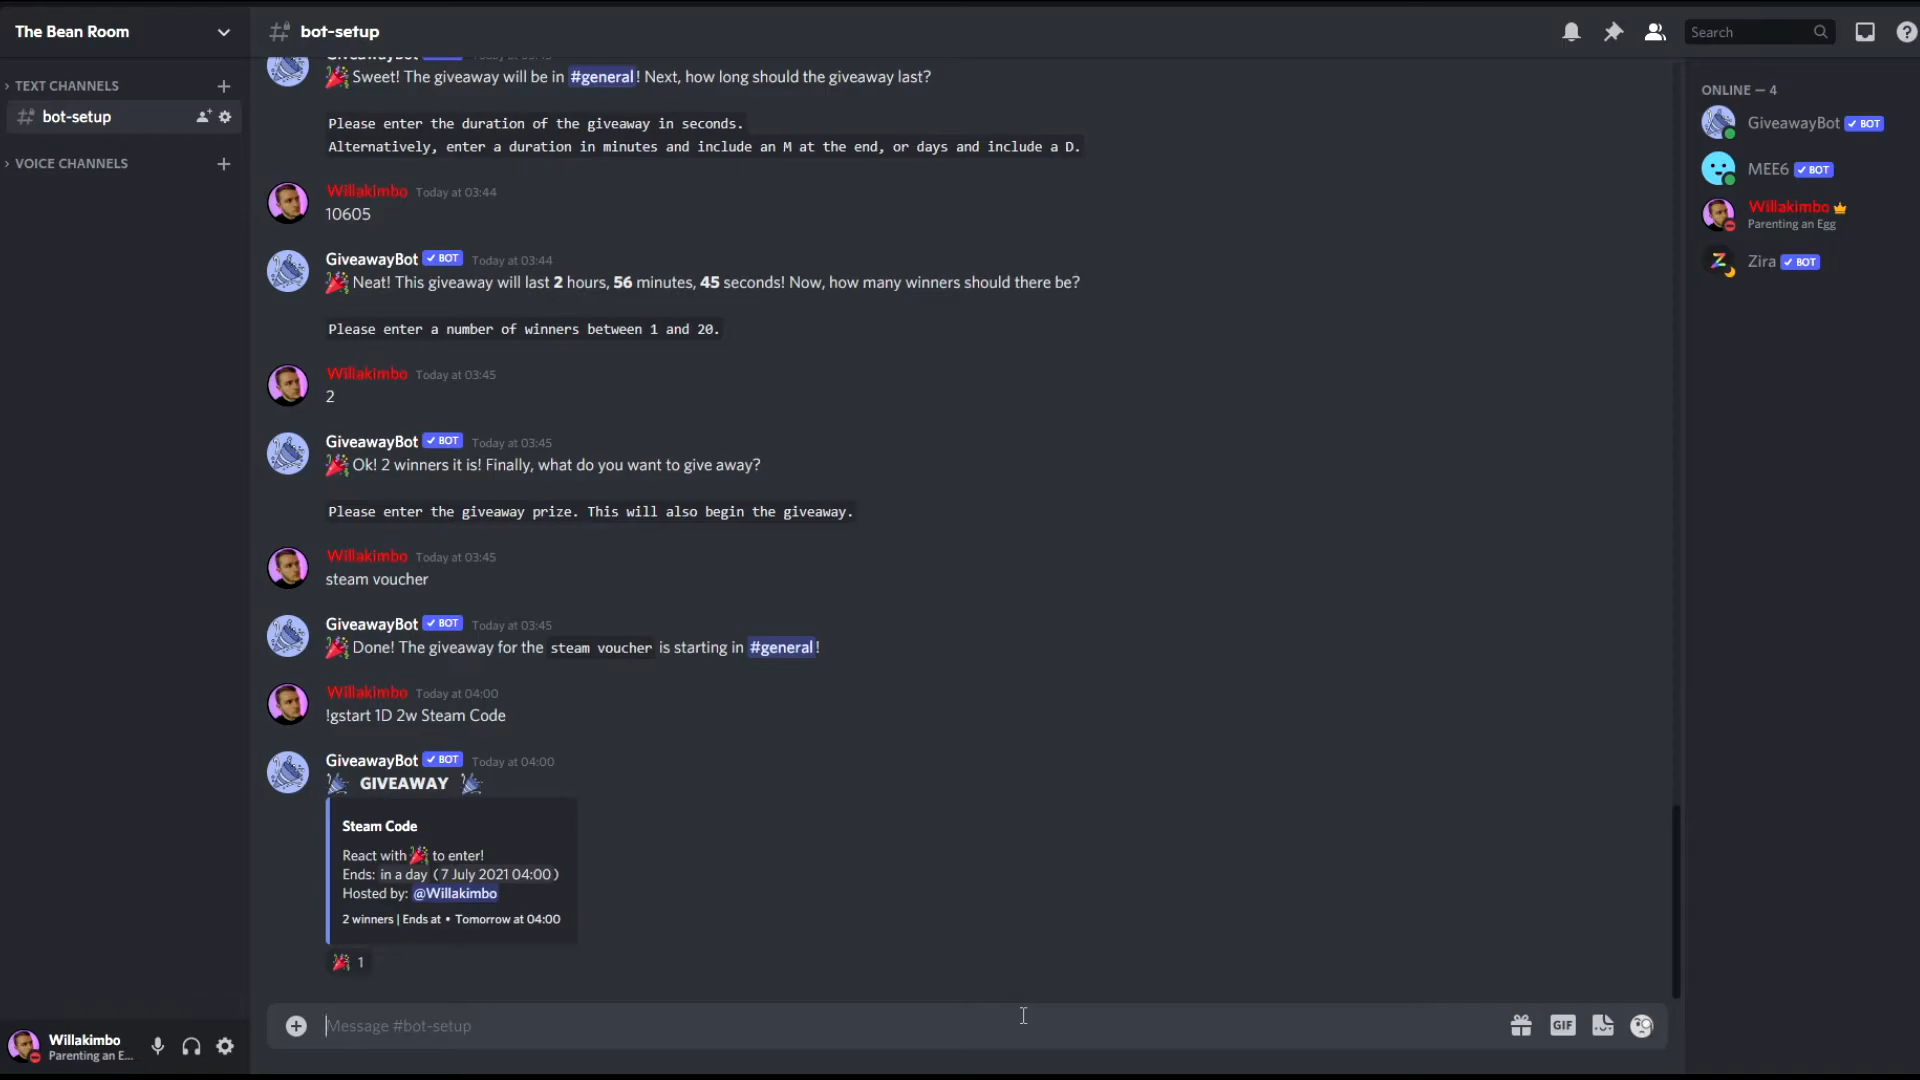 The Bean Room
bot-setup
Search
TEXT CHANNELS
bot-setup
VOICE CHANNELS
Sweet! The giveaway will be in #general! Next, how long should the giveaway last?
Please enter the duration of the giveaway in seconds.
Alternatively, enter a duration in minutes and include an M at the end, or days and include a D.
Willakimbo Today at 03:44
10605
GiveawayBot BOT Today at 03:44
Neat! This giveaway will last 2 hours, 56 minutes, 45 seconds! Now, how many winners should there be?
Please enter a number of winners between 1 and 20.
Willakimbo Today at 03:45
2
GiveawayBot BOT Today at 03:45
Ok! 2 winners it is! Finally, what do you want to give away?
Please enter the giveaway prize. This will also begin the giveaway.
Willakimbo Today at 03:45
steam voucher
GiveawayBot BOT Today at 03:45
Done! The giveaway for the steam voucher is starting in #general!
Willakimbo Today at 04:00
!gstart 1D 2w Steam Code
GiveawayBot BOT Today at 04:00
GIVEAWAY
Steam Code
React with to enter!
Ends: in a day (7 July 2021 04:00)
Hosted by: @Willakimbo
2 winners | Ends at • Tomorrow at 04:00
1
Message #bot-setup
GIF
Willakimbo
Parenting an E...
ONLINE — 4
GiveawayBot BOT
MEE6 BOT
Willakimbo
Parenting an Egg
Zira BOT